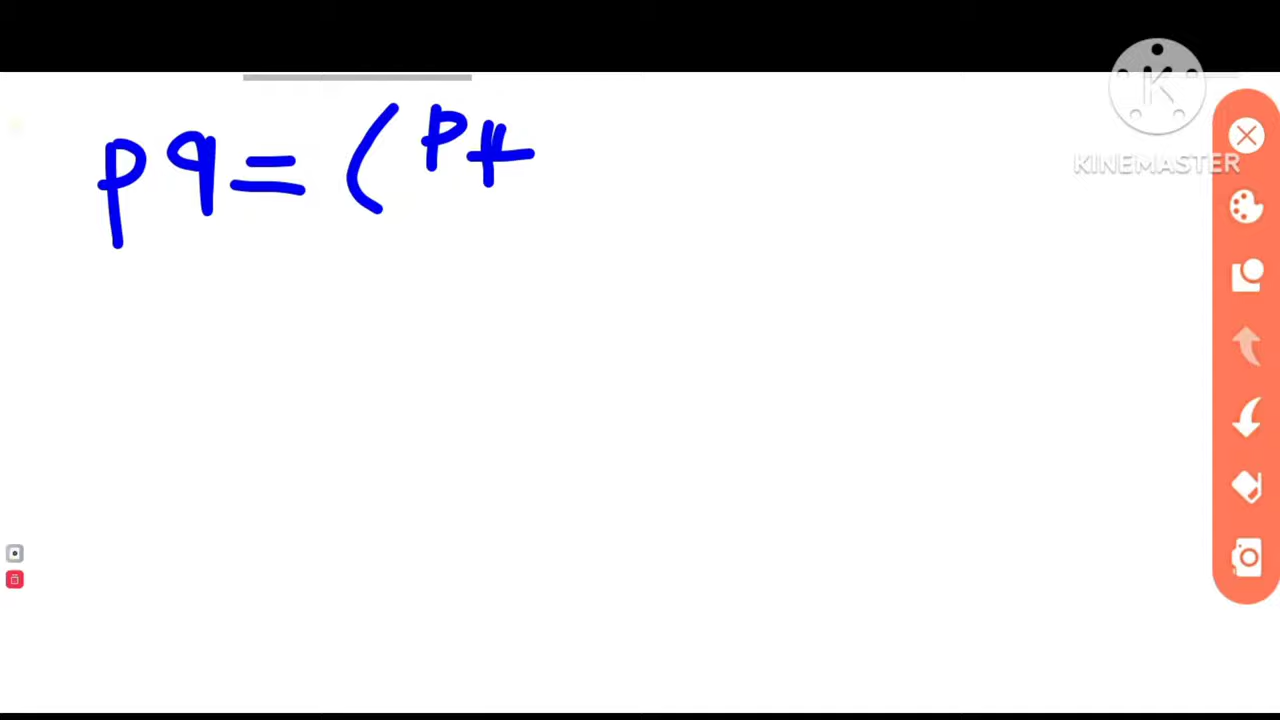 pq = (p+
KINEMASTER